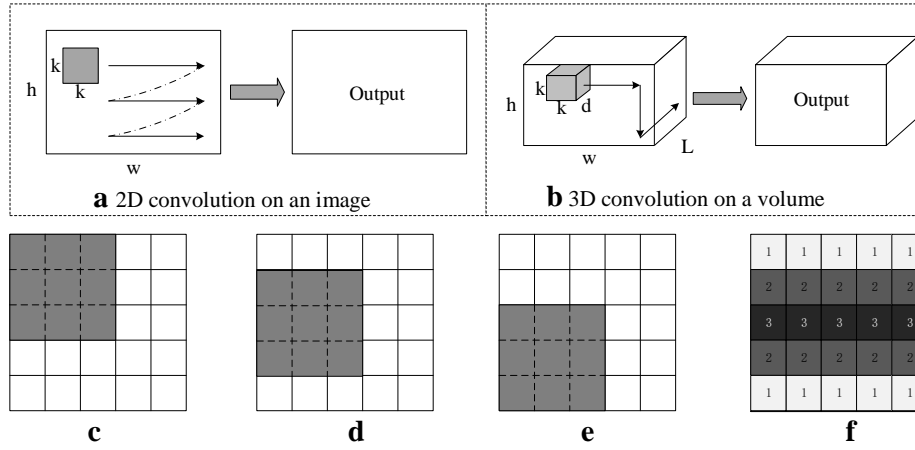 k
k
h
w
Output
a 2D convolution on an image
k
k
d
h
w
L
Output
b 3D convolution on a volume
1 1 1 1 1
2 2 2 2 2
3 3 3 3 3
2 2 2 2 2
1 1 1 1 1
c
d
e
f